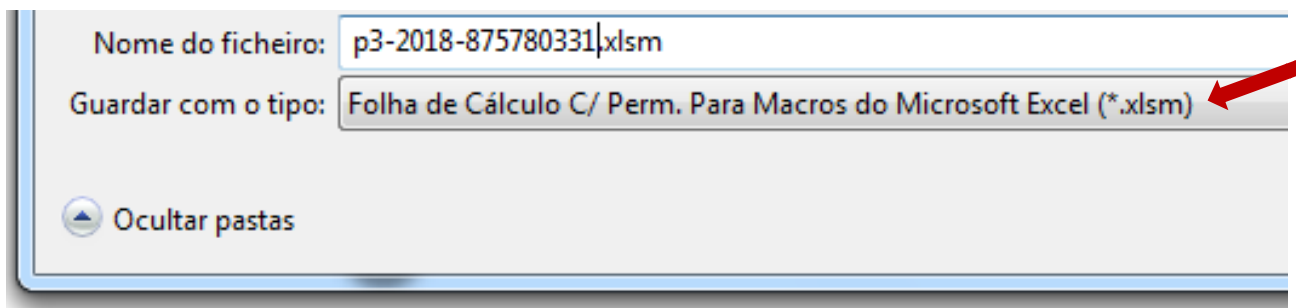 Nome do ficheiro: p3-2018-875780331.xlsm
Guardar com o tipo: Folha de Cálculo C/ Perm. Para Macros do Microsoft Excel (*.xlsm)
Ocultar pastas